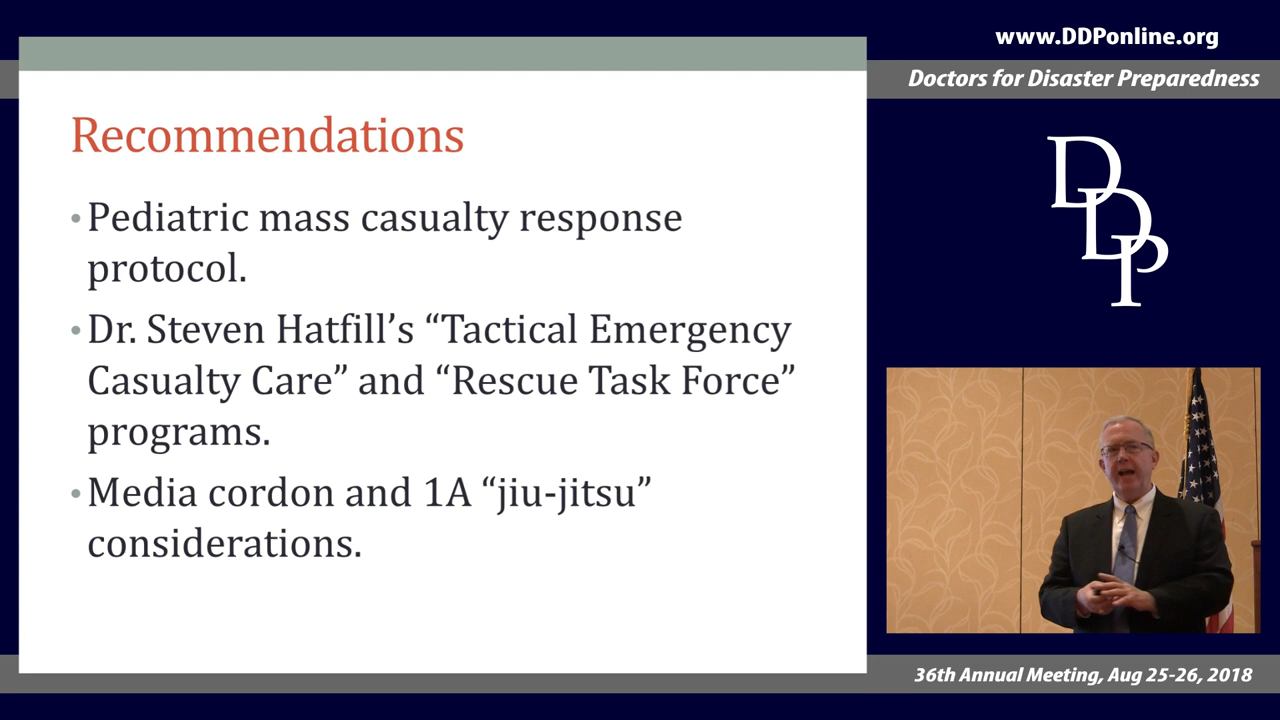 www.DDPonline.org
Doctors for Disaster Preparedness
Recommendations
• Pediatric mass casualty response
protocol.
• Dr. Steven Hatfill’s “Tactical Emergency
Casualty Care” and “Rescue Task Force”
programs.
• Media cordon and 1A “jiu-jitsu”
considerations.
DDP
36th Annual Meeting, Aug 25-26, 2018